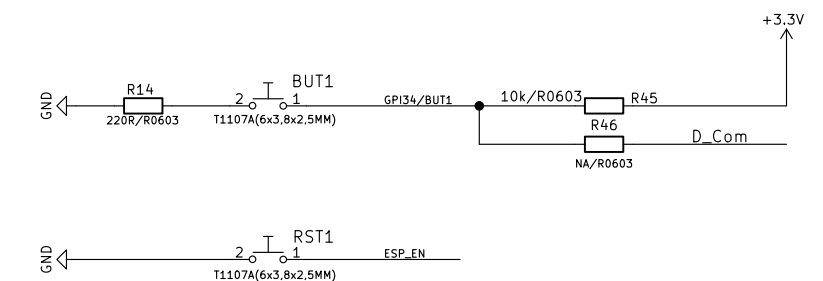 +3.3V
R14
BUT1
GND
2
1
GPI34/BUT1
10k/R0603
R45
220R/R0603
T1107A(6x3,8x2,5MM)
R46
D_Com
NA/R0603
RST1
GND
2
1
ESP_EN
T1107A(6x3,8x2,5MM)